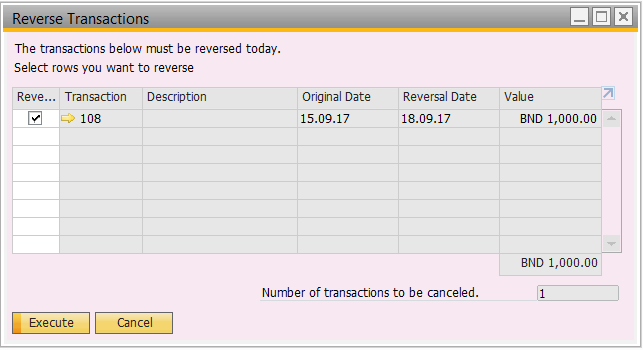 Reverse Transactions
The transactions below must be reversed today.
Select rows you want to reverse
Reve... Transaction Description Original Date Reversal Date Value
108 15.09.17 18.09.17 BND 1,000.00
BND 1,000.00
Number of transactions to be canceled. 1
Execute Cancel